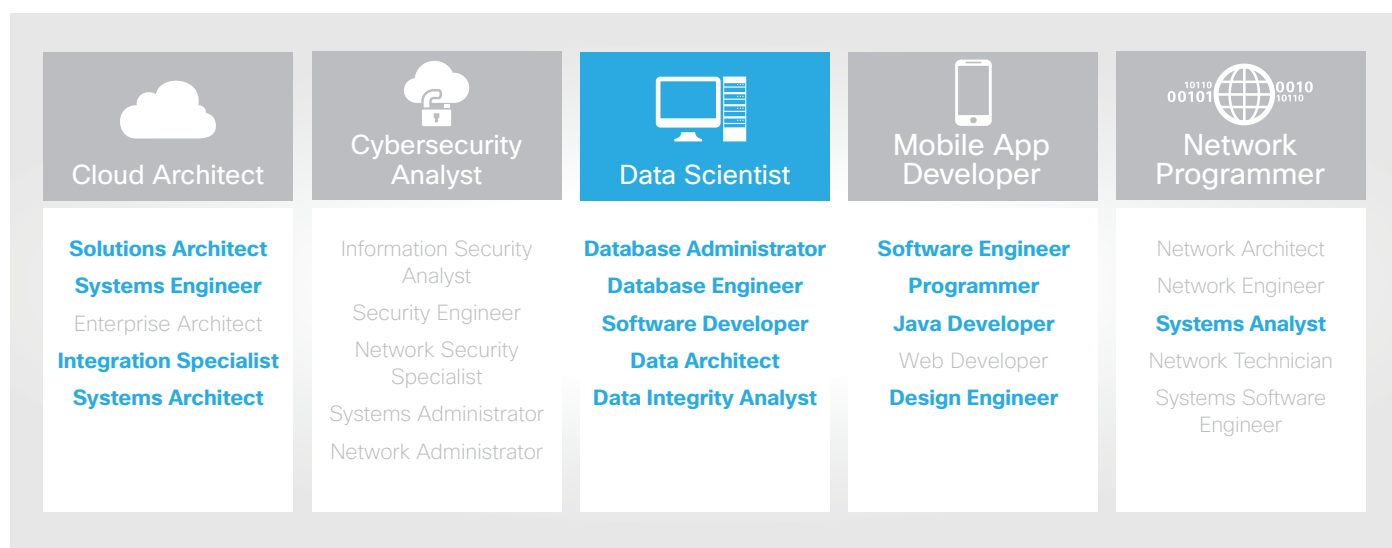 Cloud Architect
Solutions Architect
Systems Engineer
Enterprise Architect
Integration Specialist
Systems Architect
Cybersecurity
Analyst
Information Security
Analyst
Security Engineer
Network Security
Specialist
Systems Administrator
Network Administrator
Data Scientist
Database Administrator
Database Engineer
Software Developer
Data Architect
Data Integrity Analyst
Mobile App
Developer
Software Engineer
Programmer
Java Developer
Web Developer
Design Engineer
10110
00101
0010
10110
Network
Programmer
Network Architect
Network Engineer
Systems Analyst
Network Technician
Systems Software
Engineer